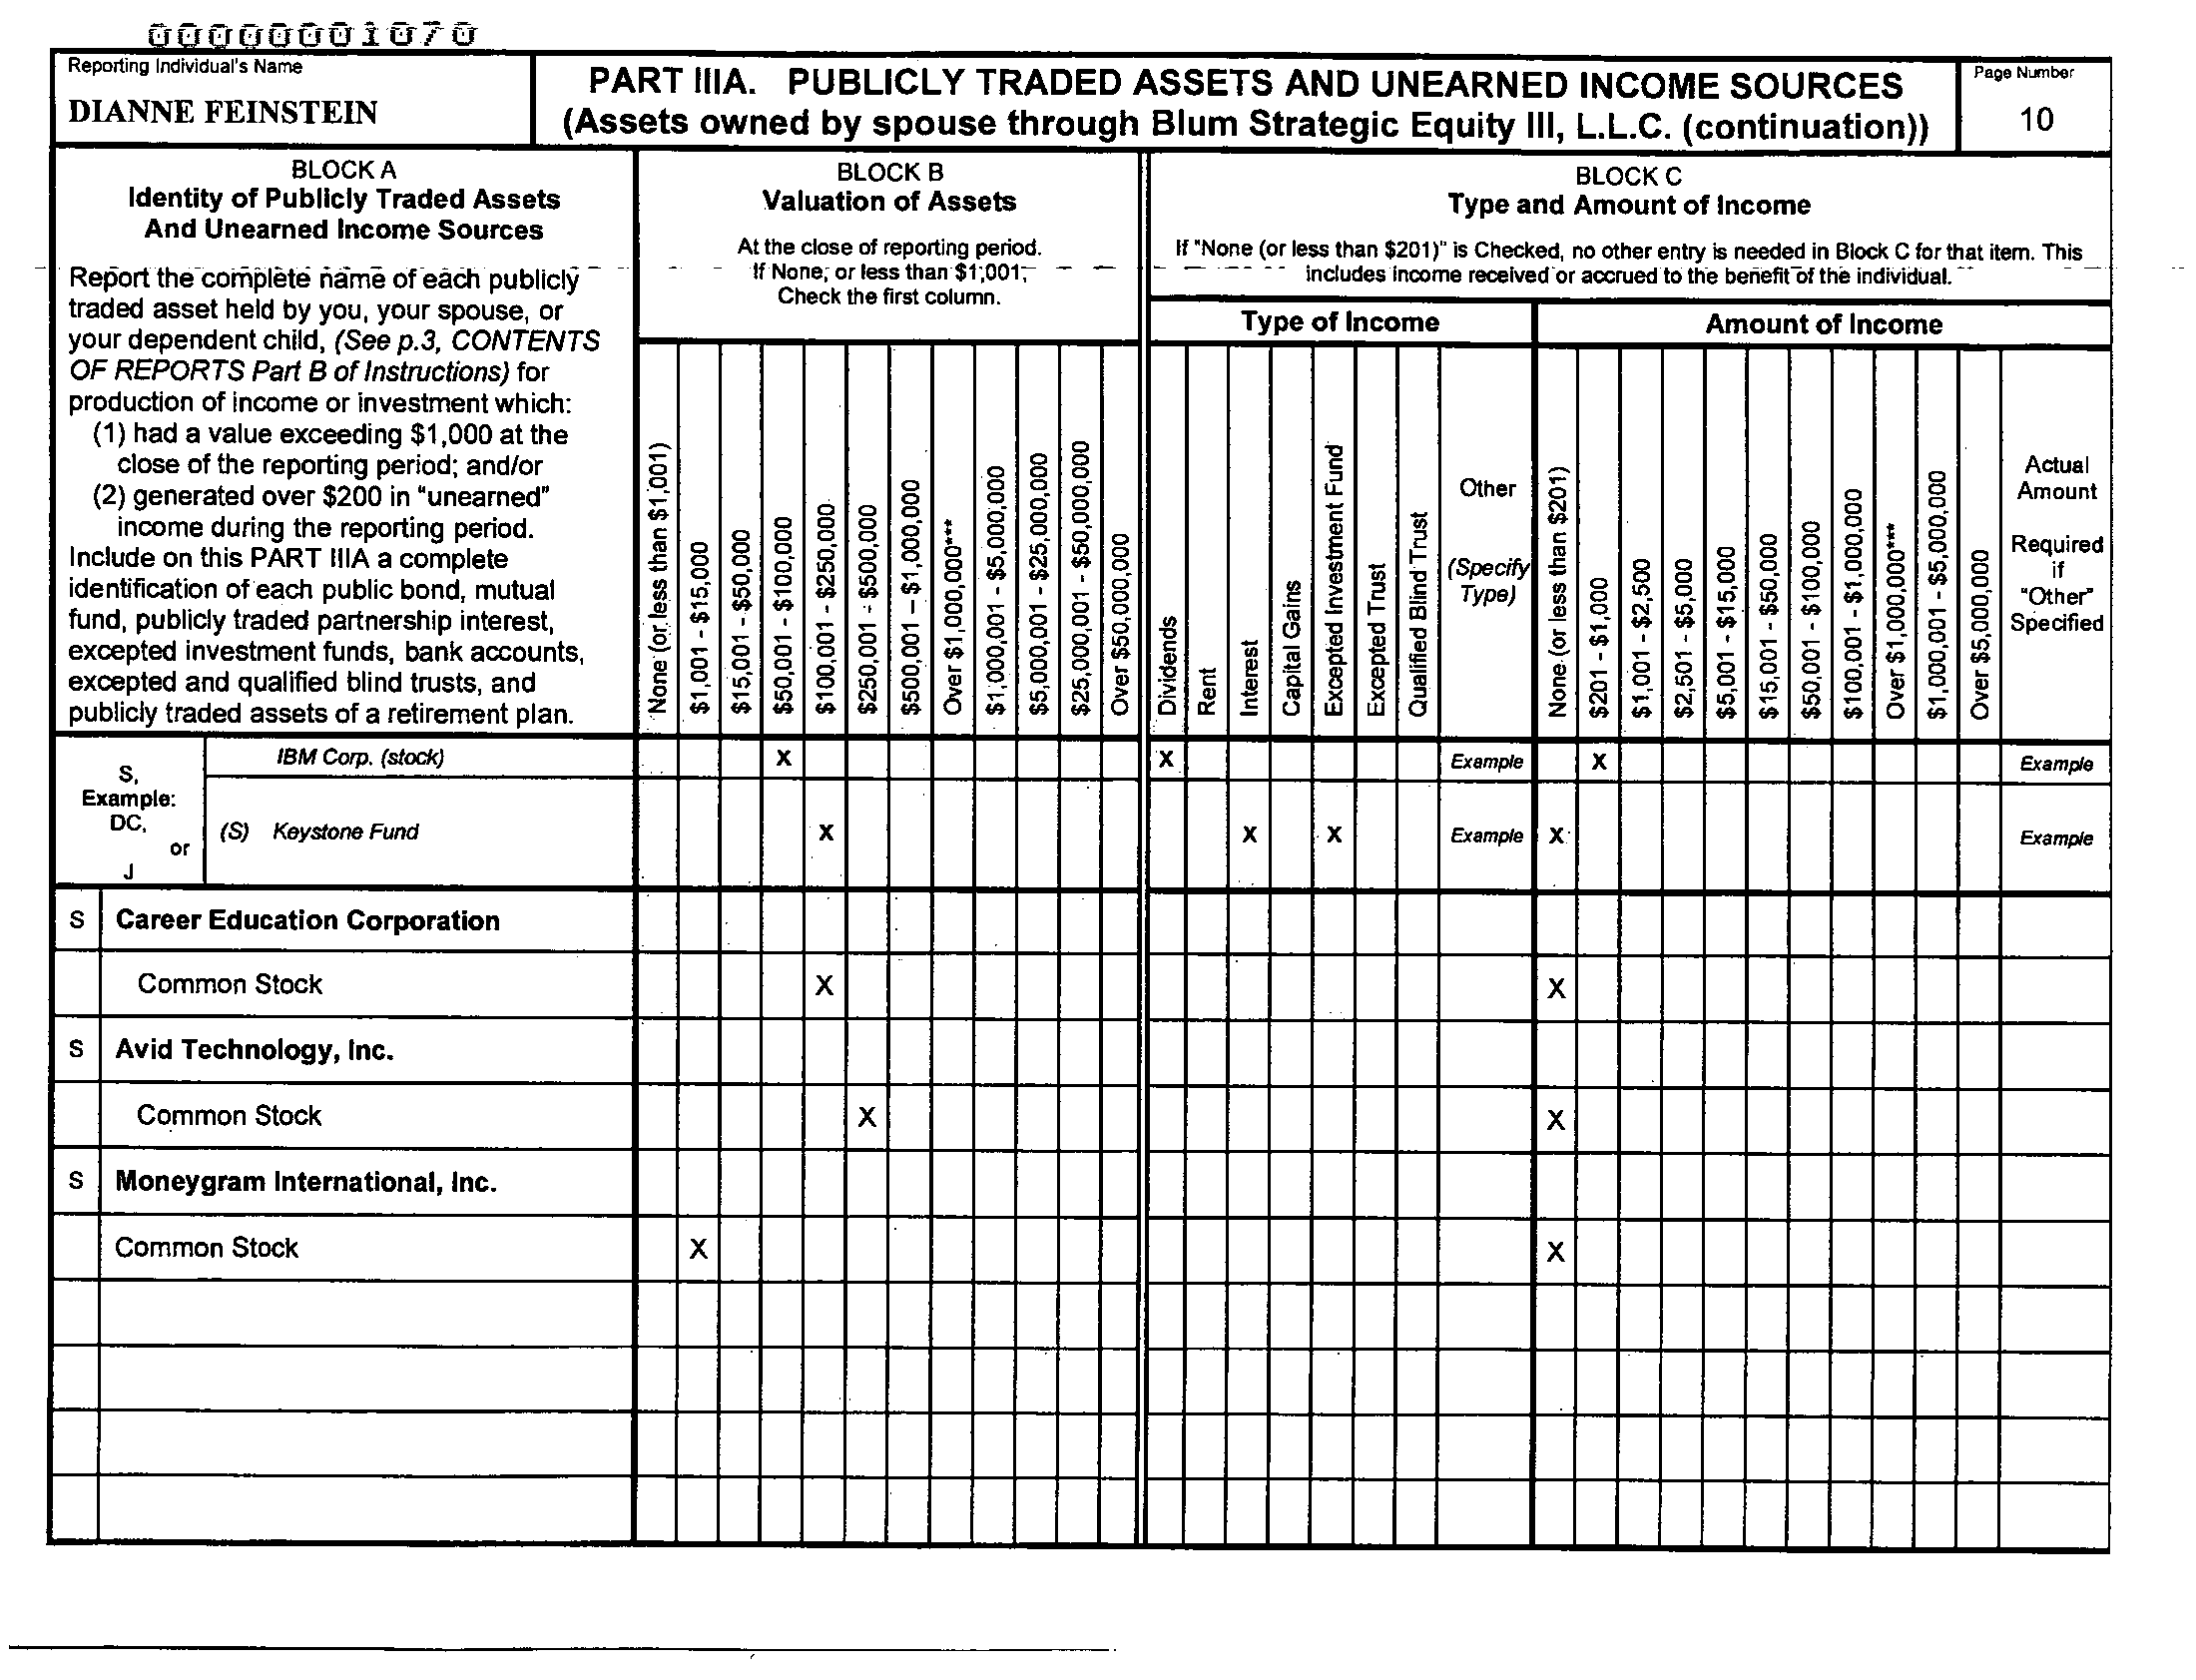 00000001070
Reporting Individual's Name
DIANNE FEINSTEIN
PART IIIA. PUBLICLY TRADED ASSETS AND UNEARNED INCOME SOURCES
(Assets owned by spouse through Blum Strategic Equity III, L.L.C. (continuation))
Page Number
10
BLOCK A
Identity of Publicly Traded Assets
And Unearned Income Sources
Report the complete name of each publicly
traded asset held by you, your spouse, or
your dependent child, (See p.3, CONTENTS
OF REPORTS Part B of Instructions) for
production of income or investment which:
(1) had a value exceeding $1,000 at the
close of the reporting period; and/or
(2) generated over $200 in "unearned"
income during the reporting period.
Include on this PART IIIA a complete
identification of each public bond, mutual
fund, publicly traded partnership interest,
excepted investment funds, bank accounts,
excepted and qualified blind trusts, and
publicly traded assets of a retirement plan.
BLOCK B
Valuation of Assets
At the close of reporting period.
If None, or less than $1,001,
Check the first column.
None (or less than $1,001)
$1,001 - $15,000
$15,001 - $50,000
$50,001 - $100,000
$100,001 - $250,000
$250,001 - $500,000
$500,001 – $1,000,000
Over $1,000,000***
$1,000,001 - $5,000,000
$5,000,001 - $25,000,000
$25,000,001 - $50,000,000
Over $50,000,000
BLOCK C
Type and Amount of Income
If "None (or less than $201)" is Checked, no other entry is needed in Block C for that item. This
includes income received or accrued to the benefit of the individual.
Type of Income
Dividends
Rent
Interest
Capital Gains
Excepted Investment Fund
Excepted Trust
Qualified Blind Trust
Other
(Specify
Type)
Amount of Income
None (or less than $201)
$201 - $1,000
$1,001 - $2,500
$2,501 - $5,000
$5,001 - $15,000
$15,001 - $50,000
$50,001 - $100,000
$100,001 - $1,000,000
Over $1,000,000***
$1,000,001 - $5,000,000
Over $5,000,000
Actual
Amount
Required
if
"Other"
Specified
S,
Example:
DC,
or
J
IBM Corp. (stock) X X Example X Example
(S) Keystone Fund X X X Example X Example
S Career Education Corporation
Common Stock X X
S Avid Technology, Inc.
Common Stock X X
S Moneygram International, Inc.
Common Stock X X